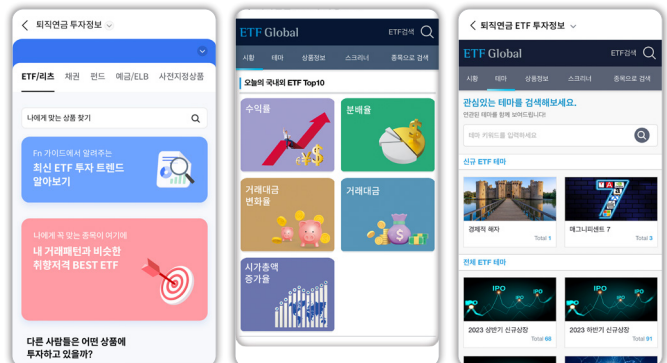 퇴직연금 투자정보
ETF/리츠 채권 펀드 예금/ELB 사전지정상품
나에게 맞는 상품 찾기
Fn 가이드에서 알려주는
최신 ETF 투자 트렌드
알아보기
나에게 꼭 맞는 종목이 여기에
내 거래패턴과 비슷한
취향저격 BEST ETF
다른 사람들은 어떤 상품에
투자하고 있을까?
ETF Global ETF검색
시황 테마 상품정보 스크리너 종목으로 검색
오늘의 국내외 ETF Top10
수익률
분배율
거래대금
변화율
거래대금
시가총액
증가율
퇴직연금 ETF 투자정보
ETF Global ETF검색
시황 테마 상품정보 스크리너 종목으로 검색
관심있는 테마를 검색해보세요.
연관된 테마를 함께 보여드립니다!
테마 키워드를 입력하세요
신규 ETF 테마
경제적 해자
Total 1
매그니피센트 7
Total 3
전체 ETF 테마
IPO
IPO
IPO
2023 상반기 신규상장
Total 68
IPO
IPO
IPO
2023 하반기 신규상장
Total 91